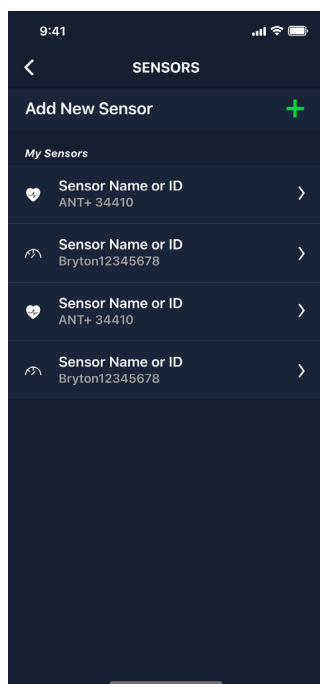 9:41
SENSORS
Add New Sensor
My Sensors
Sensor Name or ID
ANT+ 34410
Sensor Name or ID
Bryton12345678
Sensor Name or ID
ANT+ 34410
Sensor Name or ID
Bryton12345678